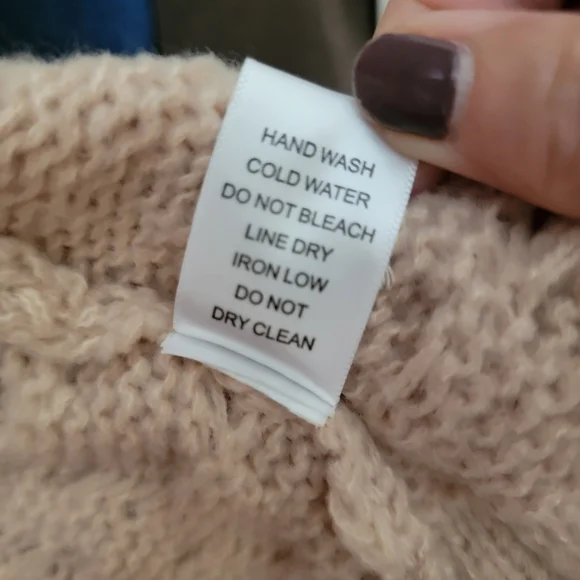 HAND WASH
COLD WATER
DO NOT BLEACH
LINE DRY
IRON LOW
DO NOT
DRY CLEAN